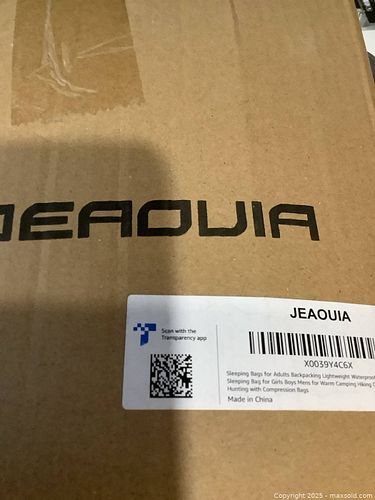 JEAOUIA
JEAOUIA
Scan with the
Transparency app
X0039Y4C6X
Sleeping Bags for Adults Backpacking Lightweight Waterproof
Sleeping Bag for Girls Boys Mens for Warm Camping Hiking
Hunting with Compression Bags
Made in China
Copyright 2025 - maxsold.com